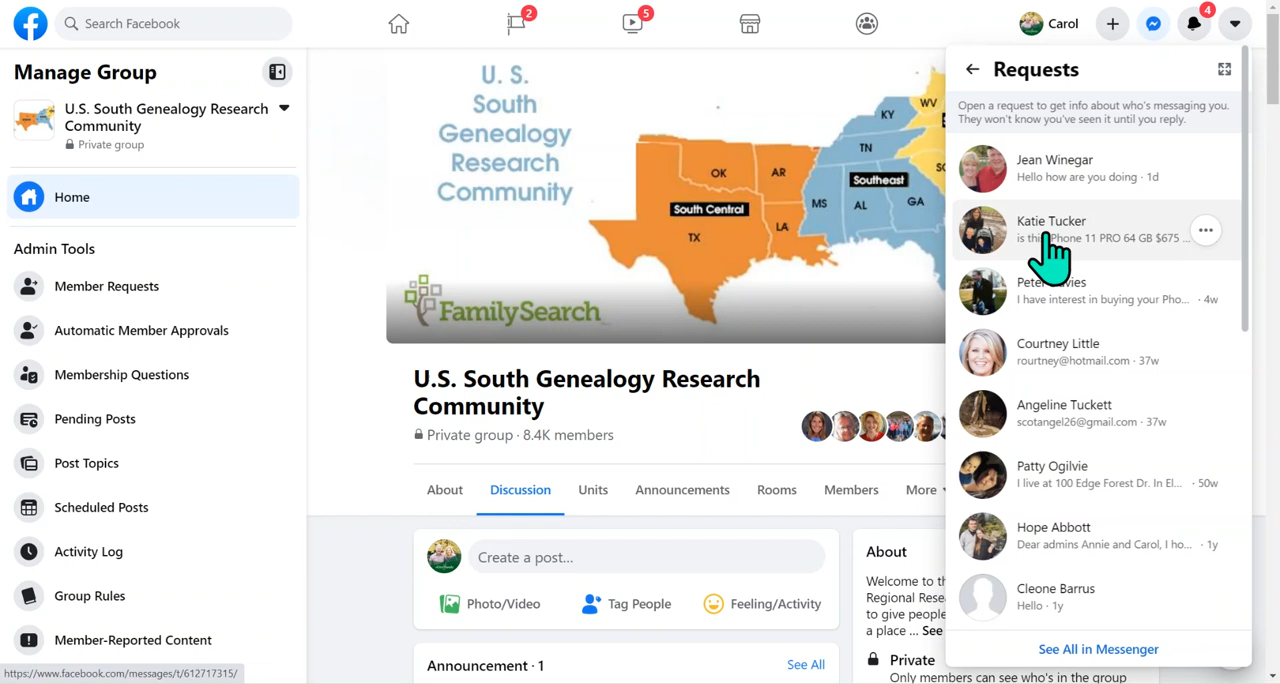 Search Facebook
2
5
Carol
4
Manage Group
U.S. South Genealogy Research
Community
Private group
Home
Admin Tools
Member Requests
Automatic Member Approvals
Membership Questions
Pending Posts
Post Topics
Scheduled Posts
Activity Log
Group Rules
Member-Reported Content
https://www.facebook.com/messages/t/612717315/
U. S.
South
Genealogy
Research
Community
OK
AR
South Central
TX
LA
KY
WV
TN
Southeast
MS
AL
GA
FamilySearch
U.S. South Genealogy Research
Community
Private group · 8.4K members
About
Discussion
Units
Announcements
Rooms
Members
More
Create a post...
Photo/Video
Tag People
Feeling/Activity
Announcement · 1
See All
About
Welcome to th
Regional Resea
to give people
a place ... See
Private
Only members can see who's in the group
Requests
Open a request to get info about who's messaging you.
They won't know you've seen it until you reply.
Jean Winegar
Hello how are you doing · 1d
Katie Tucker
is this Phone 11 PRO 64 GB $675 ...
Peter Davies
I have interest in buying your Pho... · 4w
Courtney Little
rourtney@hotmail.com · 37w
Angeline Tuckett
scotangel26@gmail.com · 37w
Patty Ogilvie
I live at 100 Edge Forest Dr. In El... · 50w
Hope Abbott
Dear admins Annie and Carol, I ho... · 1y
Cleone Barrus
Hello · 1y
See All in Messenger